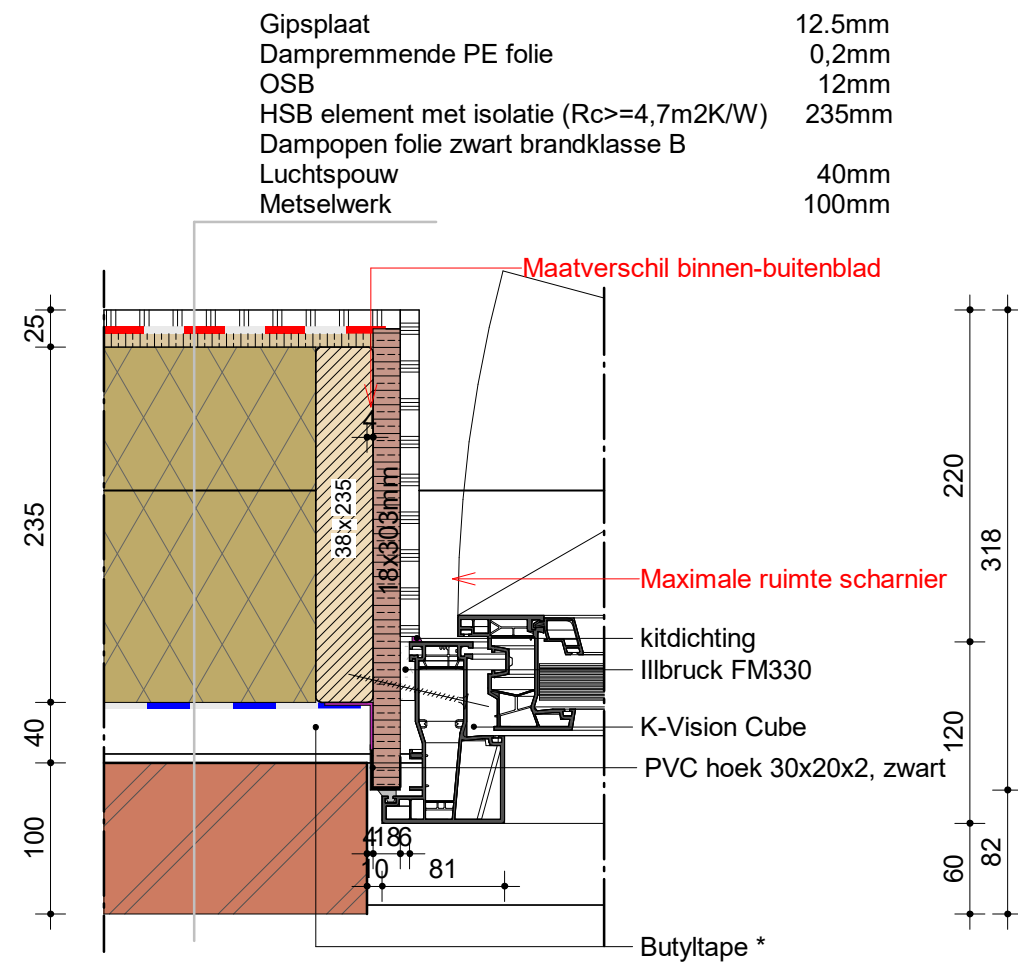 Gipsplaat 12.5mm
Dampremmende PE folie 0,2mm
OSB 12mm
HSB element met isolatie (Rc>=4,7m2K/W) 235mm
Dampopen folie zwart brandklasse B
Luchtspouw 40mm
Metselwerk 100mm
Maatverschil binnen-buitenblad
25
4
220
318
235
38x235
18x303mm
Maximale ruimte scharnier
kitdichting
Illbruck FM330
K-Vision Cube
40
120
PVC hoek 30x20x2, zwart
100
4 18 6
10 81
60
82
Butyltape *